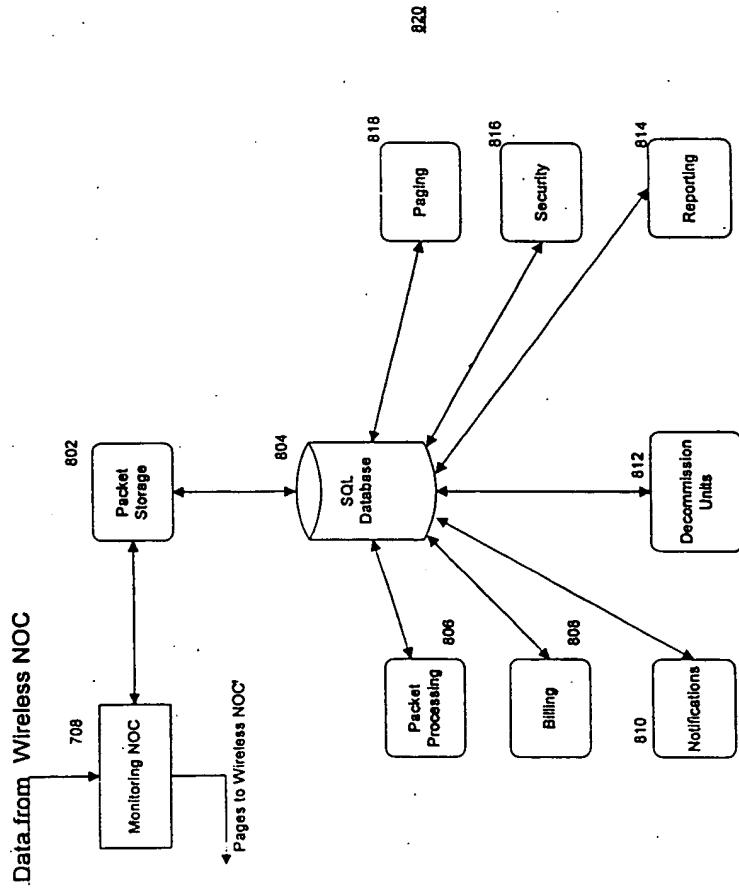 Data from Wireless NOC
708
Monitoring NOC
Pages to Wireless NOC
802
Packet
Storage
804
SQL
Database
806
Packet
Processing
808
Billing
810
Notifications
812
Decommission
Units
814
Reporting
816
Security
818
Paging
820